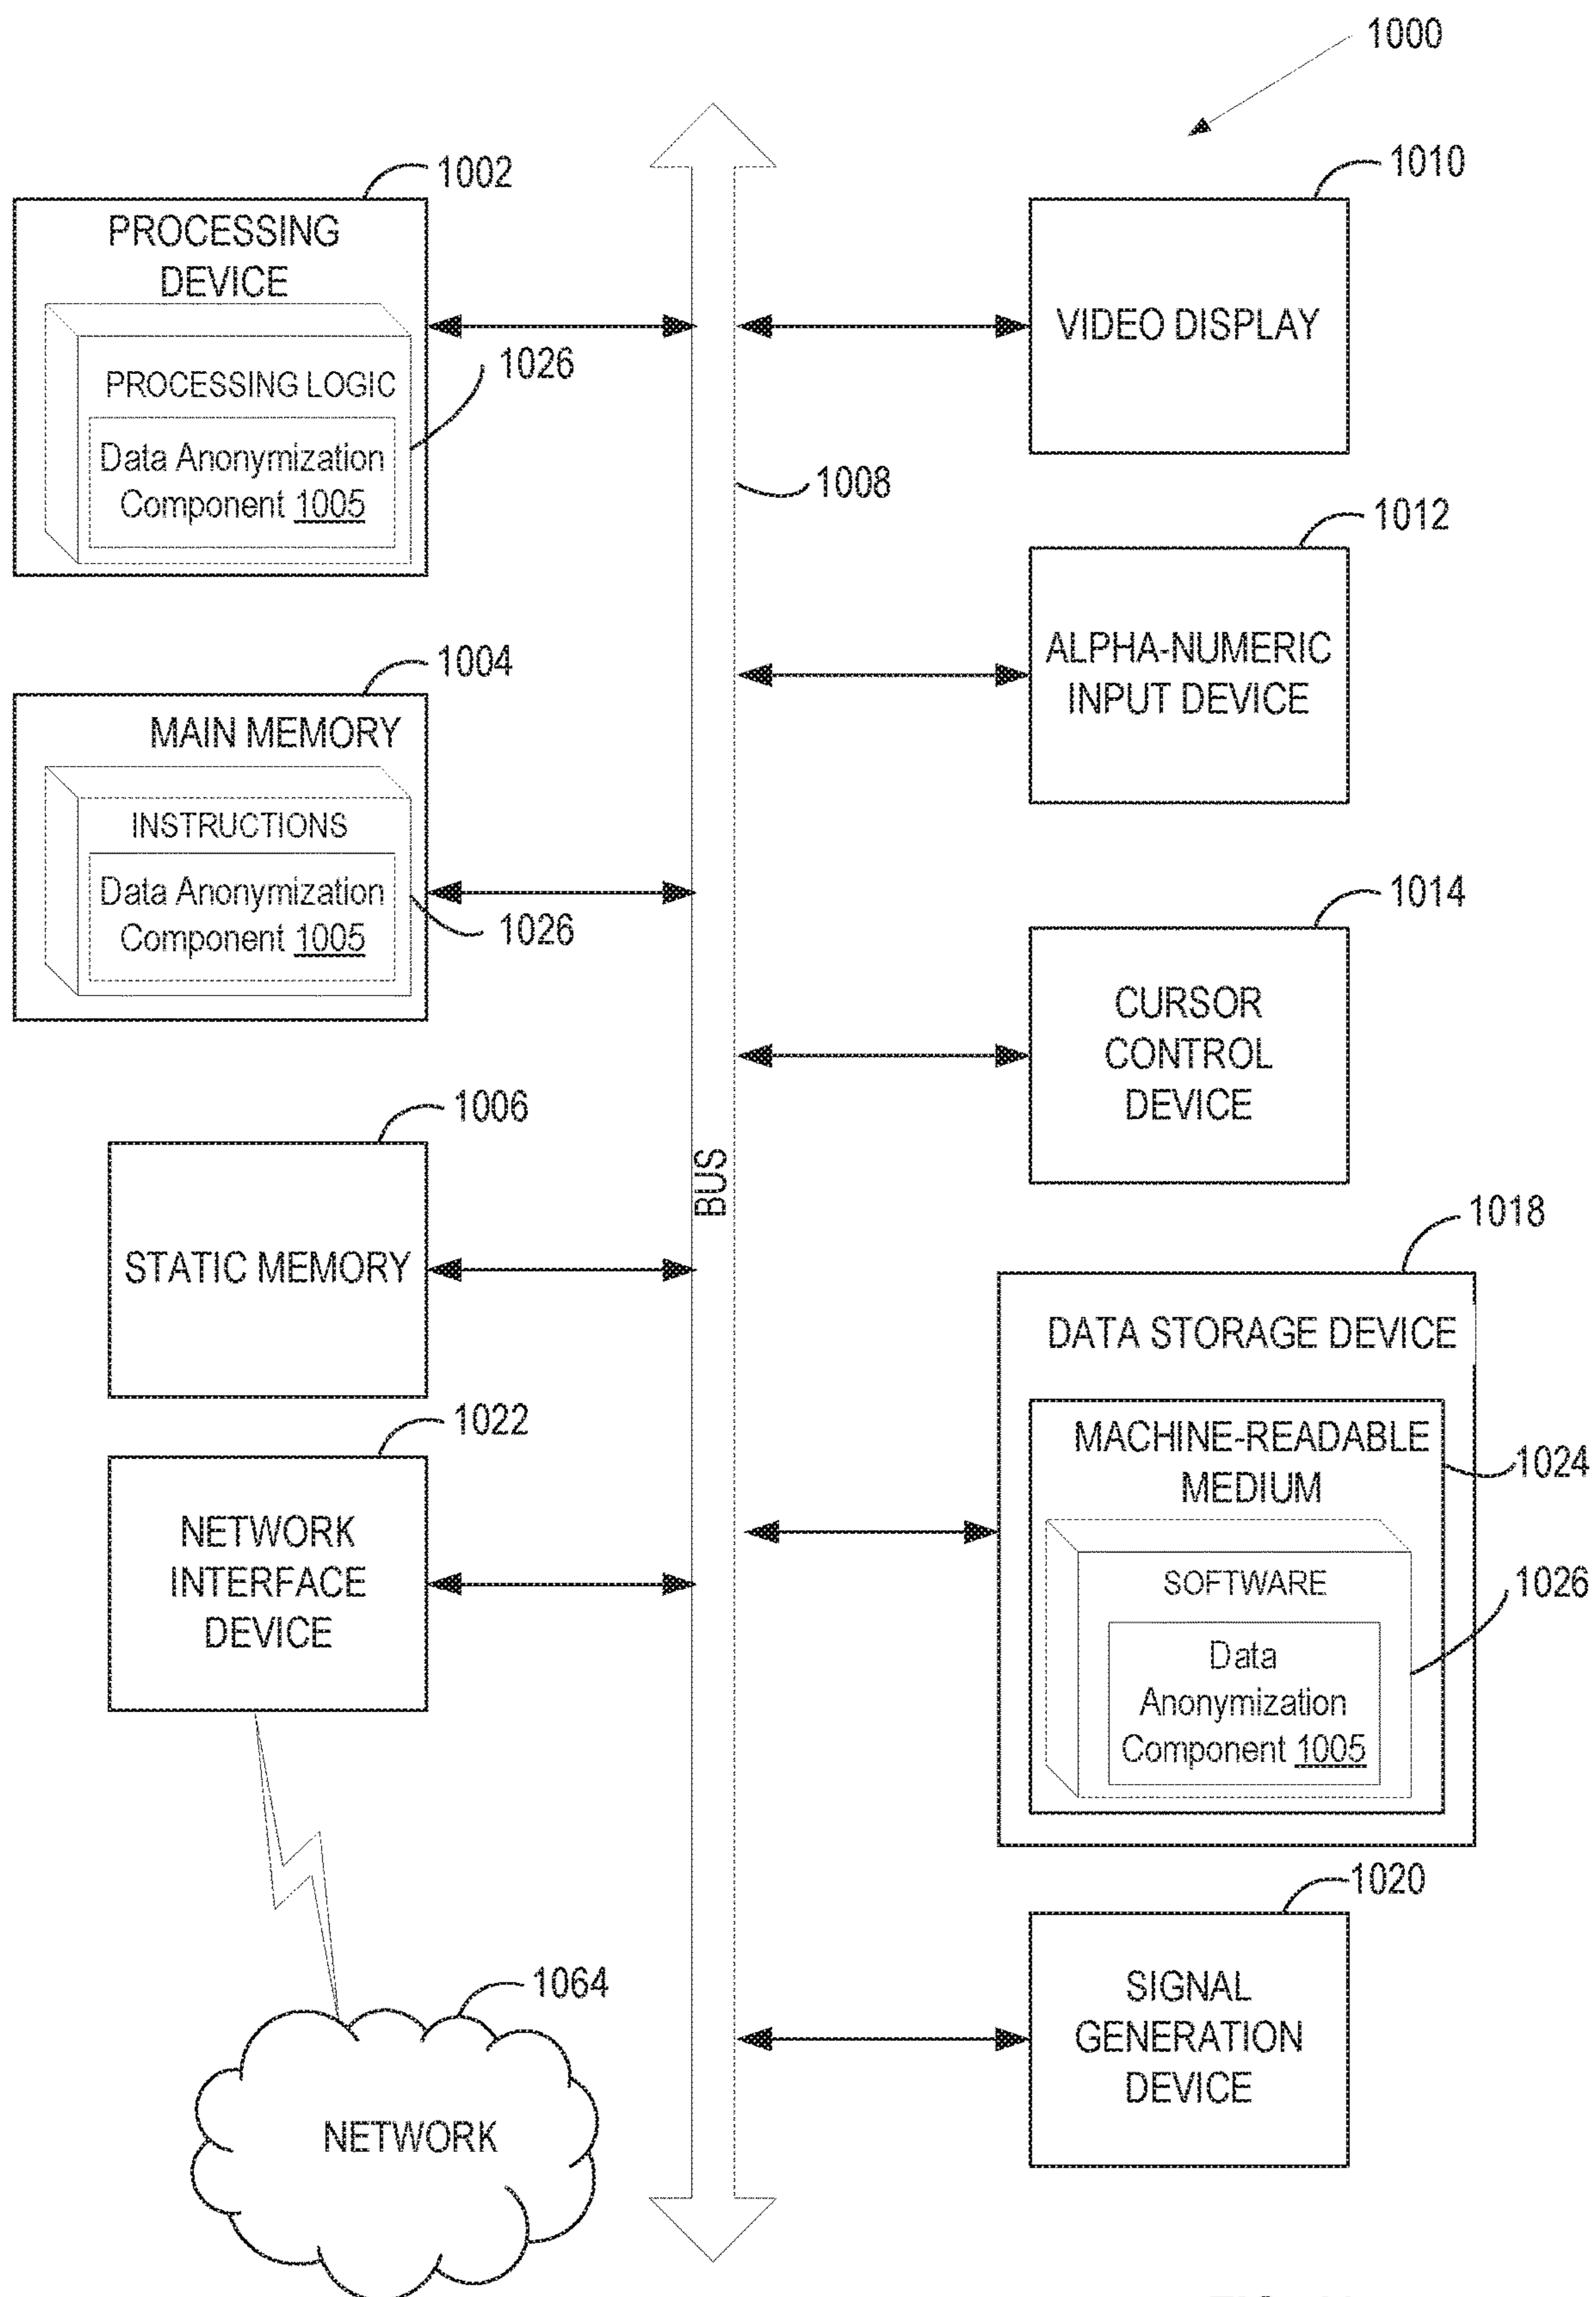 1000
1002
PROCESSING
DEVICE
PROCESSING LOGIC
Data Anonymization
Component 1005
1026
1010
VIDEO DISPLAY
1008
1012
ALPHA-NUMERIC
INPUT DEVICE
1004
MAIN MEMORY
INSTRUCTIONS
Data Anonymization
Component 1005
1026
1014
CURSOR
CONTROL
DEVICE
1006
STATIC MEMORY
BUS
1018
DATA STORAGE DEVICE
MACHINE-READABLE
MEDIUM
1024
SOFTWARE
1026
Data
Anonymization
Component 1005
1022
NETWORK
INTERFACE
DEVICE
1020
SIGNAL
GENERATION
DEVICE
1064
NETWORK